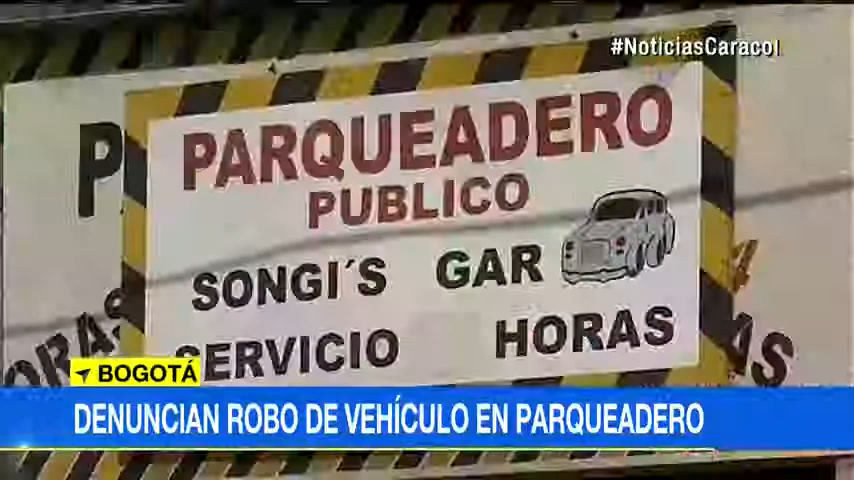 #NoticiasCaracol
PARQUEADERO
PUBLICO
SONGI´S GAR
SERVICIO HORAS
BOGOTÁ
DENUNCIAN ROBO DE VEHÍCULO EN PARQUEADERO